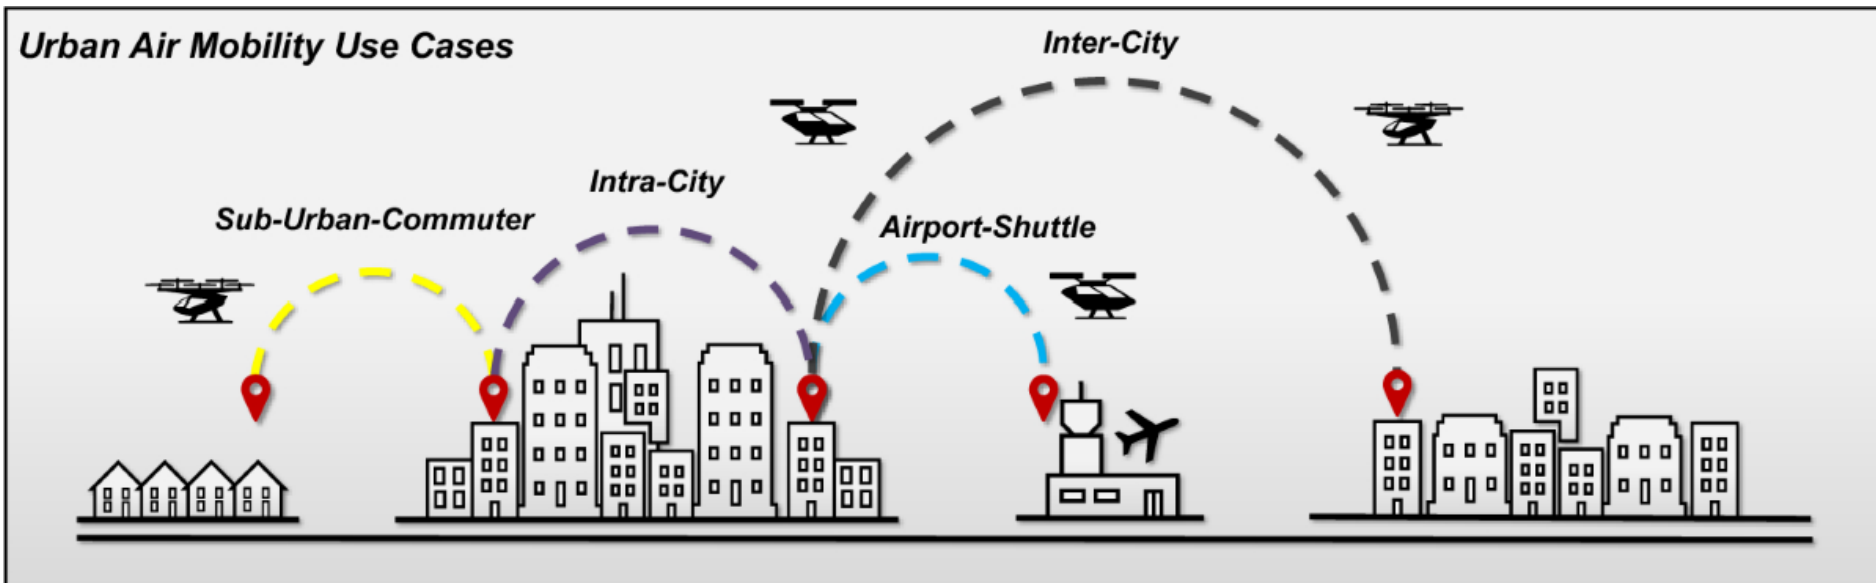 Urban Air Mobility Use Cases
Inter-City
Intra-City
Sub-Urban-Commuter
Airport-Shuttle